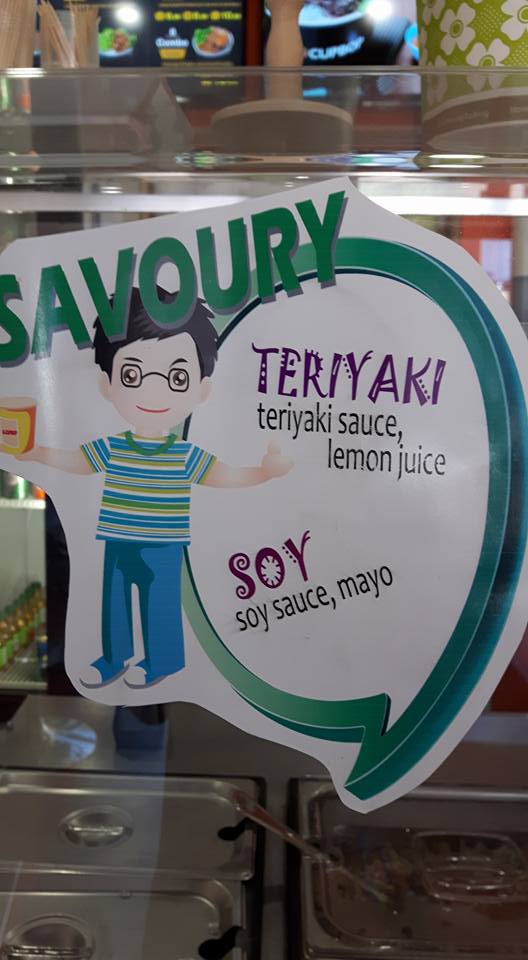 SAVOURY
TERIYAKI
teriyaki sauce,
lemon juice
SOY
soy sauce, mayo